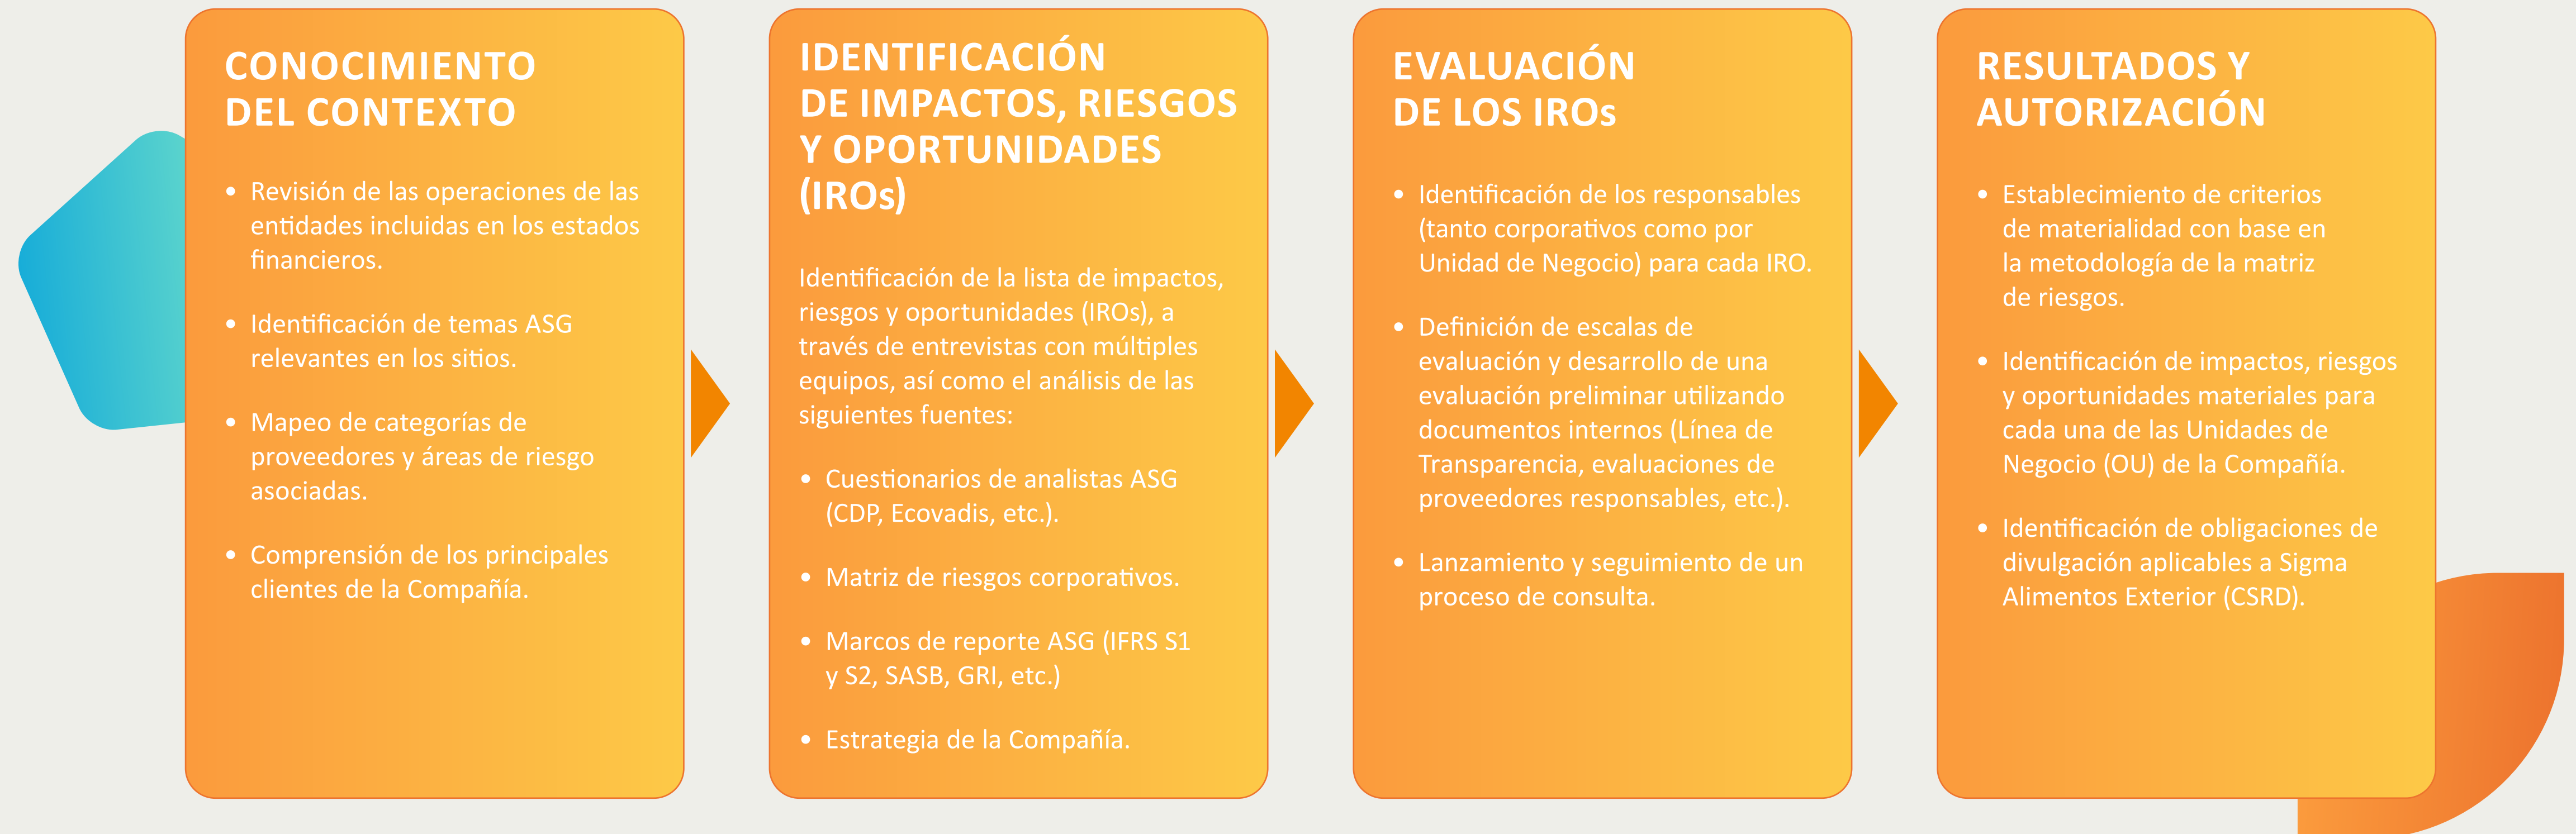 CONOCIMIENTO
DEL CONTEXTO
• Revisión de las operaciones de las
entidades incluidas en los estados
financieros.
• Identificación de temas ASG
relevantes en los sitios.
• Mapeo de categorías de
proveedores y áreas de riesgo
asociadas.
• Comprensión de los principales
clientes de la Compañía.
IDENTIFICACIÓN
DE IMPACTOS, RIESGOS
Y OPORTUNIDADES
(IROs)
Identificación de la lista de impactos,
riesgos y oportunidades (IROs), a
través de entrevistas con múltiples
equipos, así como el análisis de las
siguientes fuentes:
• Cuestionarios de analistas ASG
(CDP, Ecovadis, etc.).
• Matriz de riesgos corporativos.
• Marcos de reporte ASG (IFRS S1
y S2, SASB, GRI, etc.)
• Estrategia de la Compañía.
EVALUACIÓN
DE LOS IROs
• Identificación de los responsables
(tanto corporativos como por
Unidad de Negocio) para cada IRO.
• Definición de escalas de
evaluación y desarrollo de una
evaluación preliminar utilizando
documentos internos (Línea de
Transparencia, evaluaciones de
proveedores responsables, etc.).
• Lanzamiento y seguimiento de un
proceso de consulta.
RESULTADOS Y
AUTORIZACIÓN
• Establecimiento de criterios
de materialidad con base en
la metodología de la matriz
de riesgos.
• Identificación de impactos, riesgos
y oportunidades materiales para
cada una de las Unidades de
Negocio (OU) de la Compañía.
• Identificación de obligaciones de
divulgación aplicables a Sigma
Alimentos Exterior (CSRD).